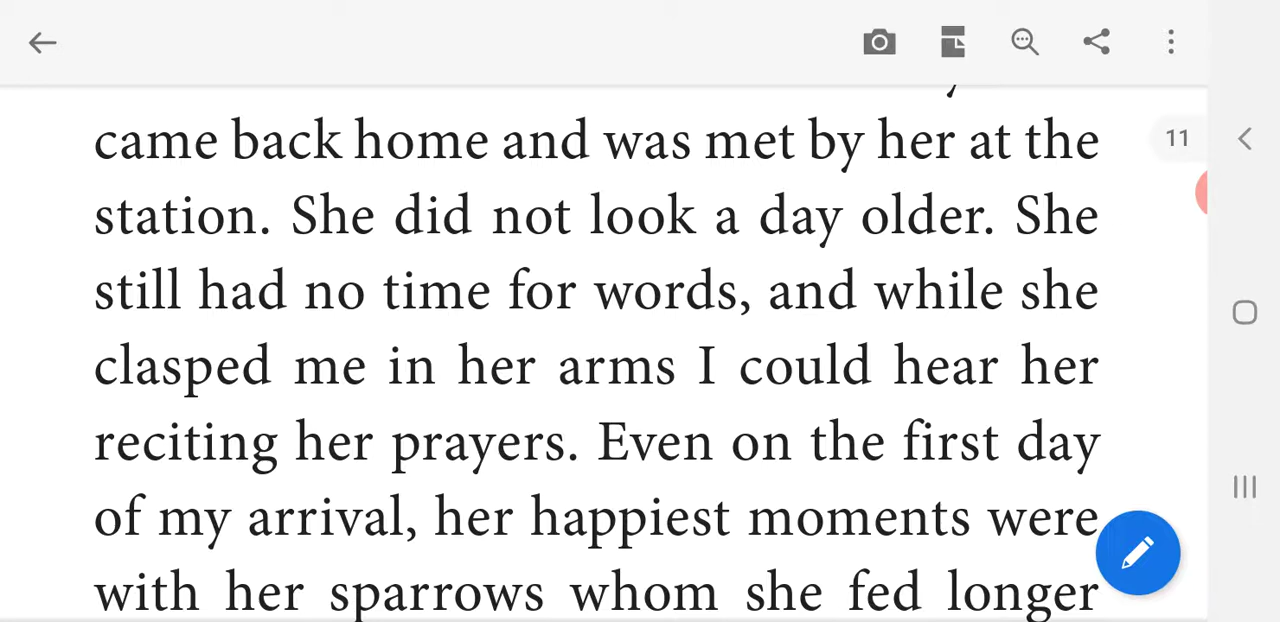 11
came back home and was met by her at the
station. She did not look a day older. She
still had no time for words, and while she
clasped me in her arms I could hear her
reciting her prayers. Even on the first day
of my arrival, her happiest moments were
with her sparrows whom she fed longer